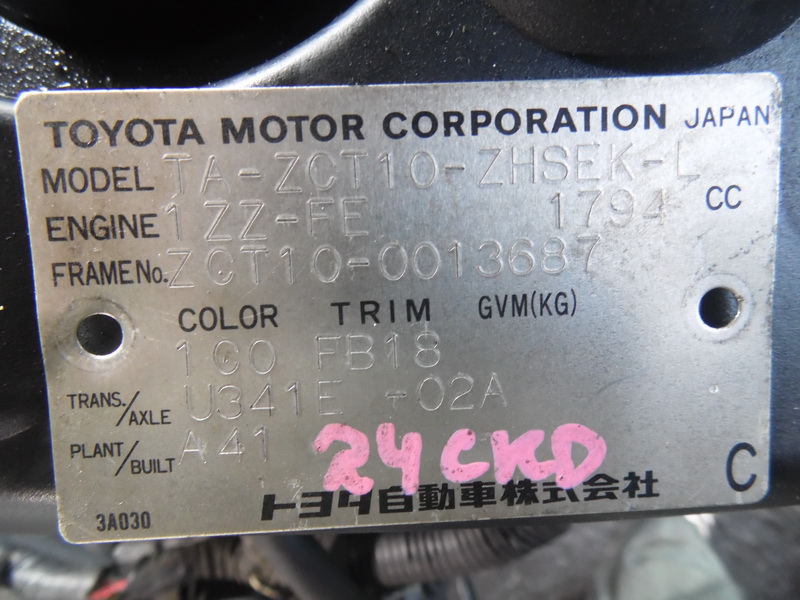 TOYOTA MOTOR CORPORATION JAPAN
MODEL TA-ZCT10-ZHSEK-L
ENGINE 1ZZ-FE 1794 CC
FRAME No. ZCT10-0013687
COLOR TRIM GVM(KG)
1C0 FB18
TRANS./AXLE U341E -02A
PLANT/BUILT A41
24CKD
C
3A030 トヨタ自動車株式会社